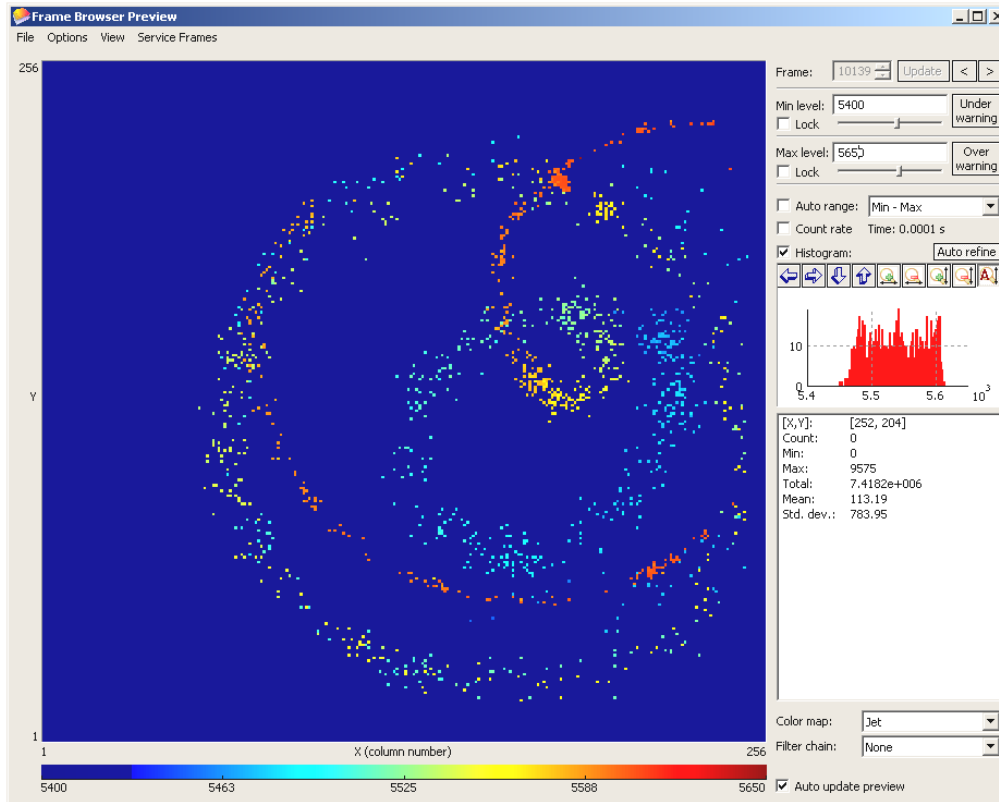 Frame Browser Preview
File Options View Service Frames
256
Y
1
1 X (column number) 256
5400 5463 5525 5588 5650
Frame: 10139 Update < >
Min level: 5400 Under warning
Lock
Max level: 5650 Over warning
Lock
Auto range: Min - Max
Count rate Time: 0.0001 s
Histogram: Auto refine
A
10
0
5.4 5.5 5.6 10³
[X,Y]: [252, 204]
Count: 0
Min: 0
Max: 9575
Total: 7.4182e+006
Mean: 113.19
Std. dev.: 783.95
Color map: Jet
Filter chain: None
Auto update preview